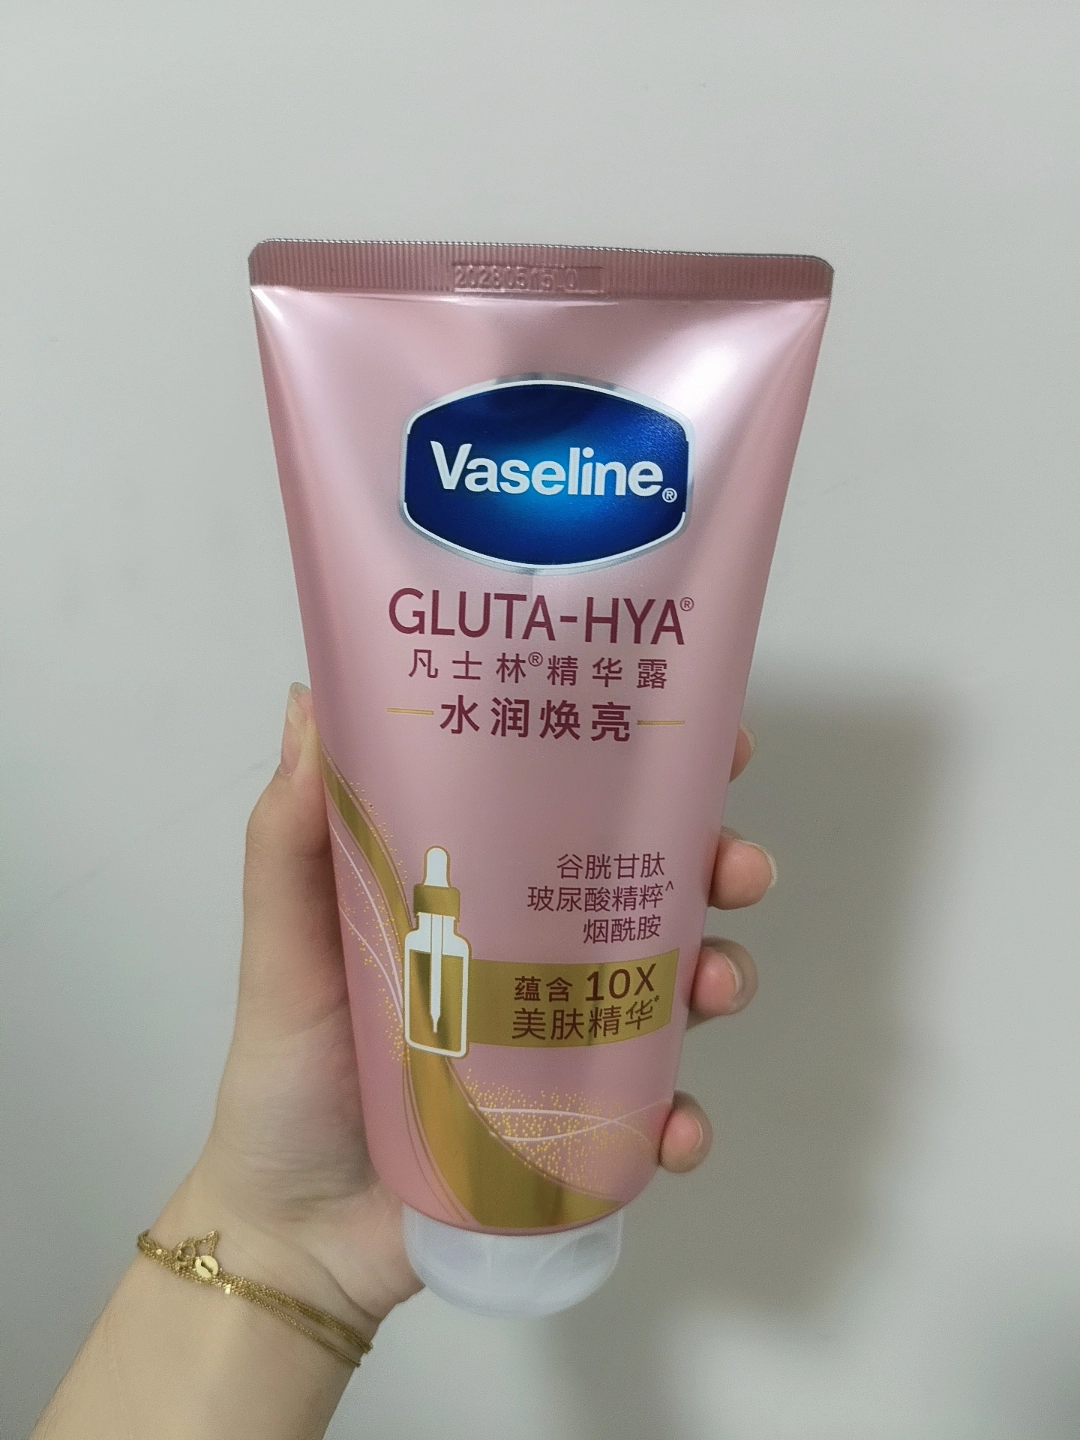 Vaseline®
GLUTA-HYA®
凡士林®精华露
水润焕亮
谷胱甘肽
玻尿酸精粹^
烟酰胺
蕴含 10X
美肤精华*